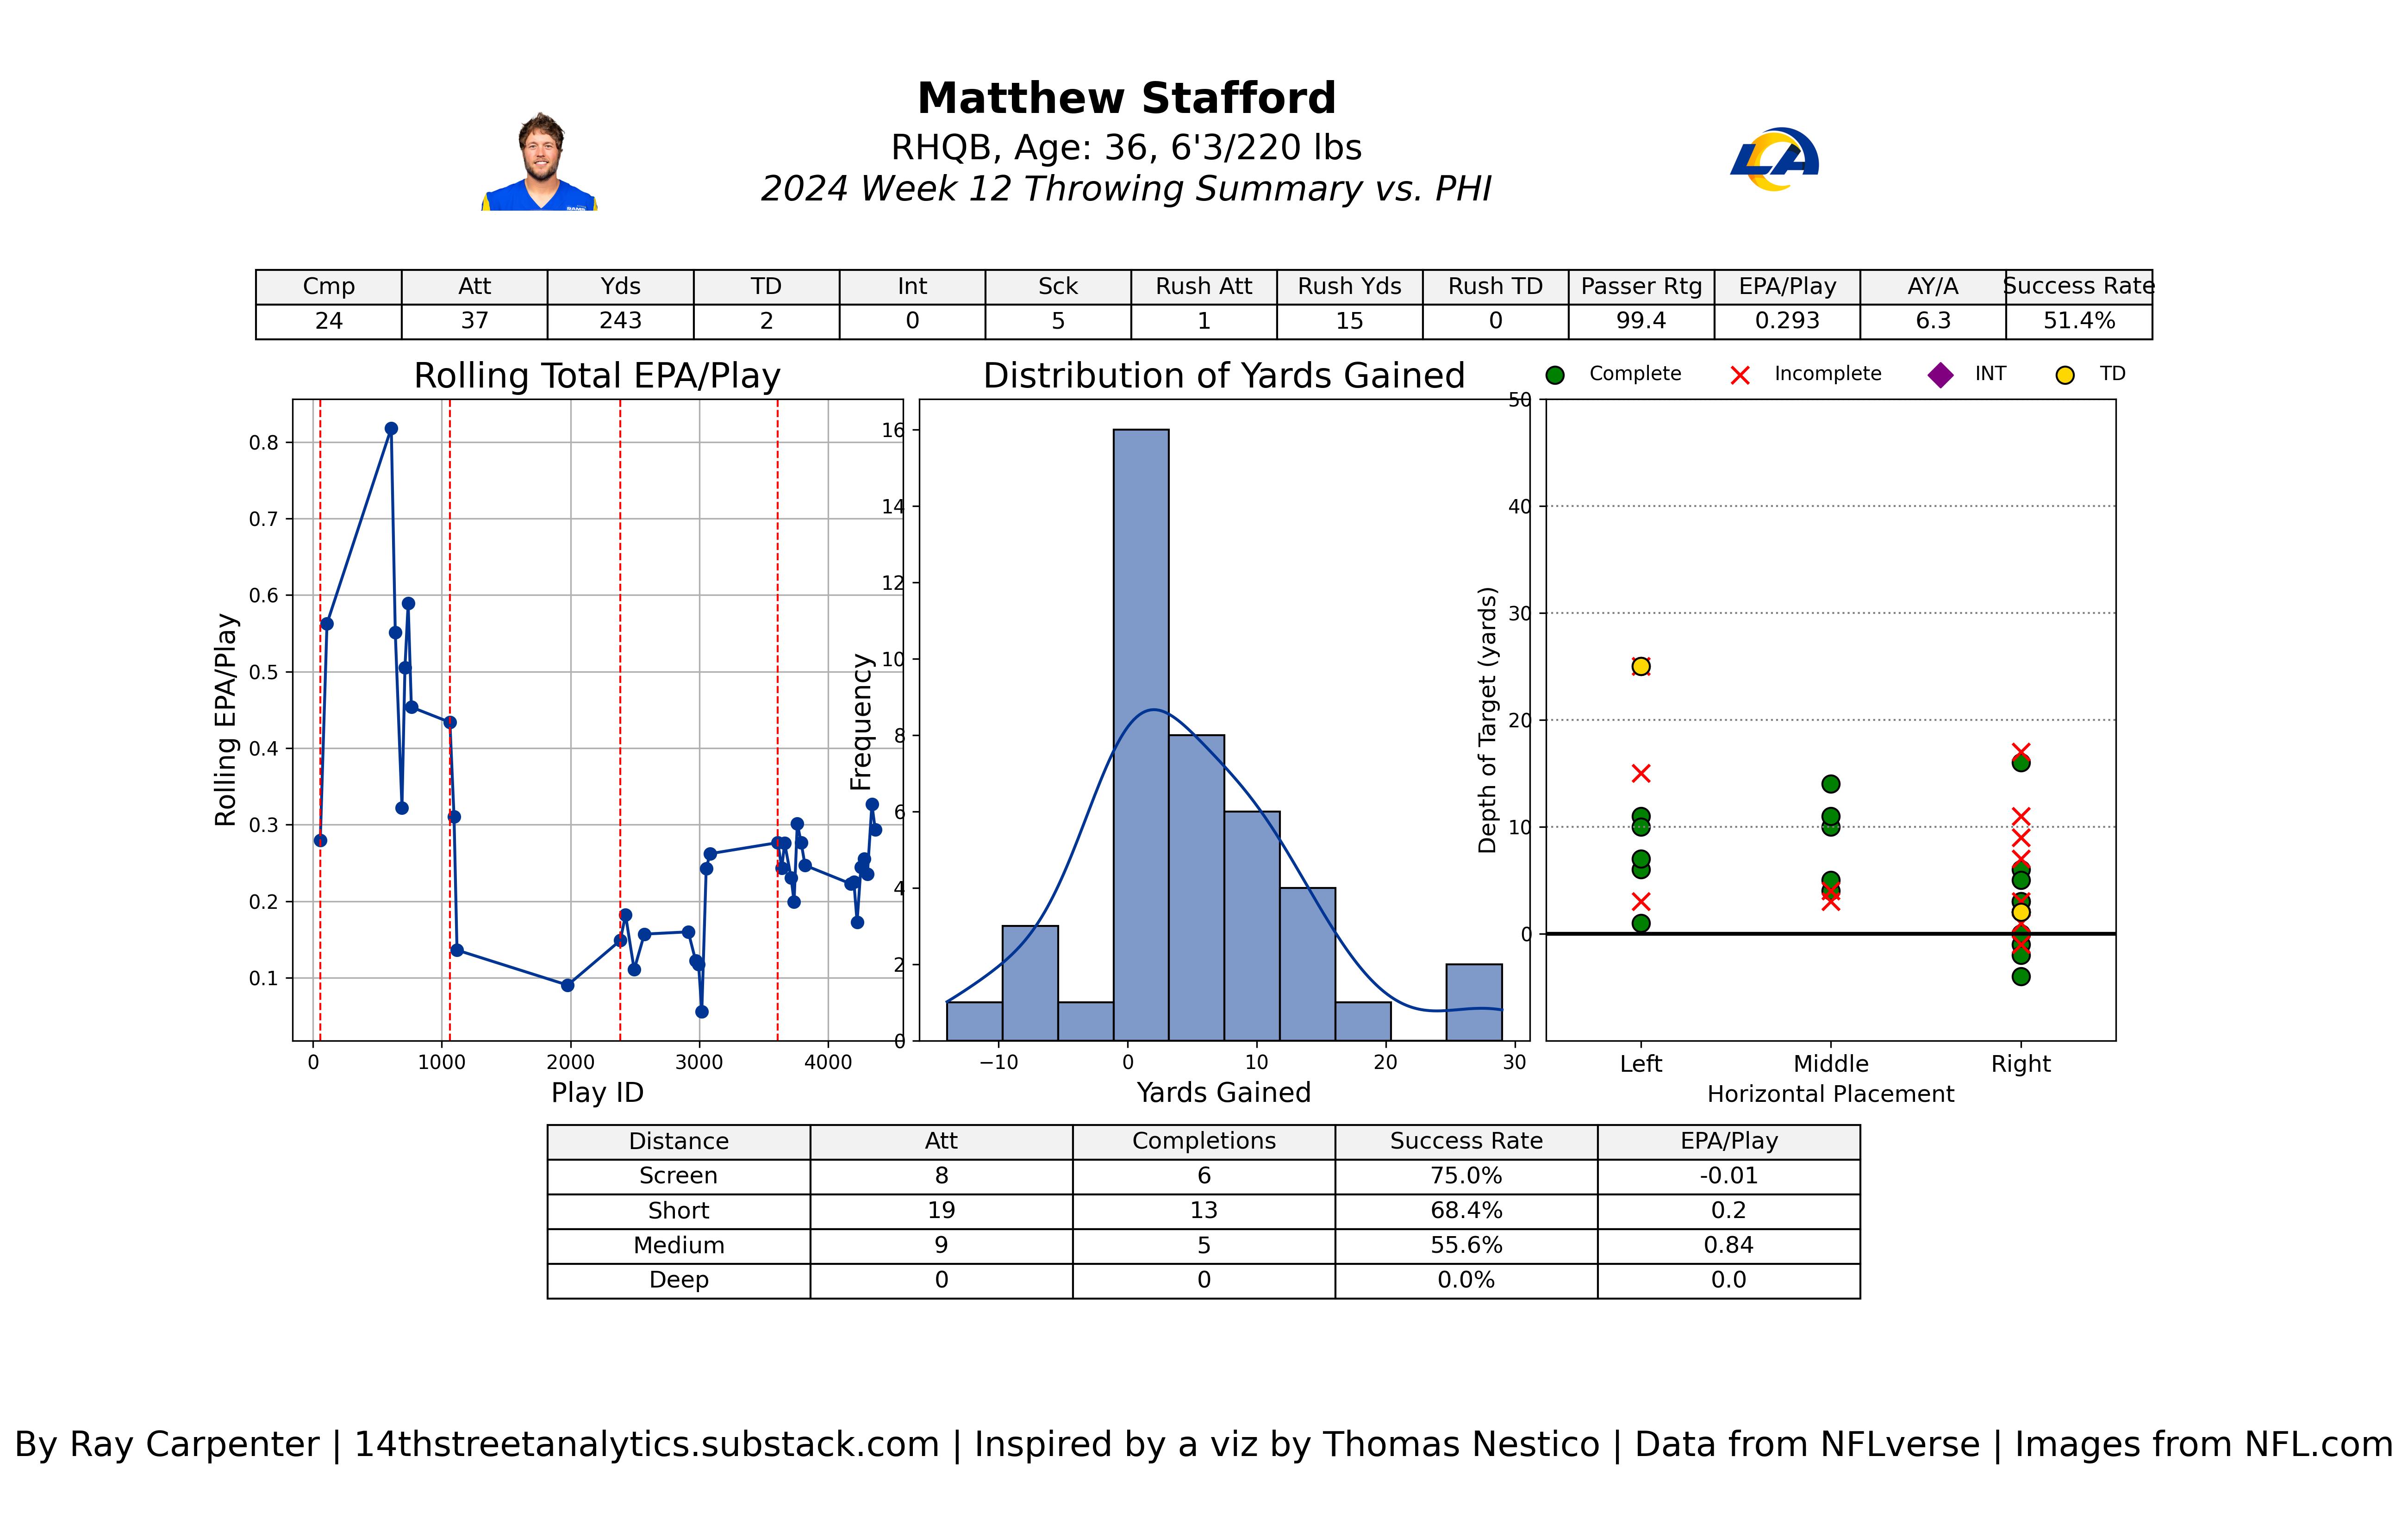 Matthew Stafford
RHQB, Age: 36, 6'3/220 lbs
2024 Week 12 Throwing Summary vs. PHI
LA
Cmp Att Yds TD Int Sck Rush Att Rush Yds Rush TD Passer Rtg EPA/Play AY/A Success Rate
24 37 243 2 0 5 1 15 0 99.4 0.293 6.3 51.4%
Rolling Total EPA/Play
Rolling EPA/Play
0.8
0.7
0.6
0.5
0.4
0.3
0.2
0.1
0 1000 2000 3000 4000
Play ID
Distribution of Yards Gained
Frequency
16
14
12
10
8
6
4
2
0
−10 0 10 20 30
Yards Gained
Complete Incomplete INT TD
Depth of Target (yards)
50
40
30
20
10
0
Left Middle Right
Horizontal Placement
Distance Att Completions Success Rate EPA/Play
Screen 8 6 75.0% -0.01
Short 19 13 68.4% 0.2
Medium 9 5 55.6% 0.84
Deep 0 0 0.0% 0.0
By Ray Carpenter | 14thstreetanalytics.substack.com | Inspired by a viz by Thomas Nestico | Data from NFLverse | Images from NFL.com